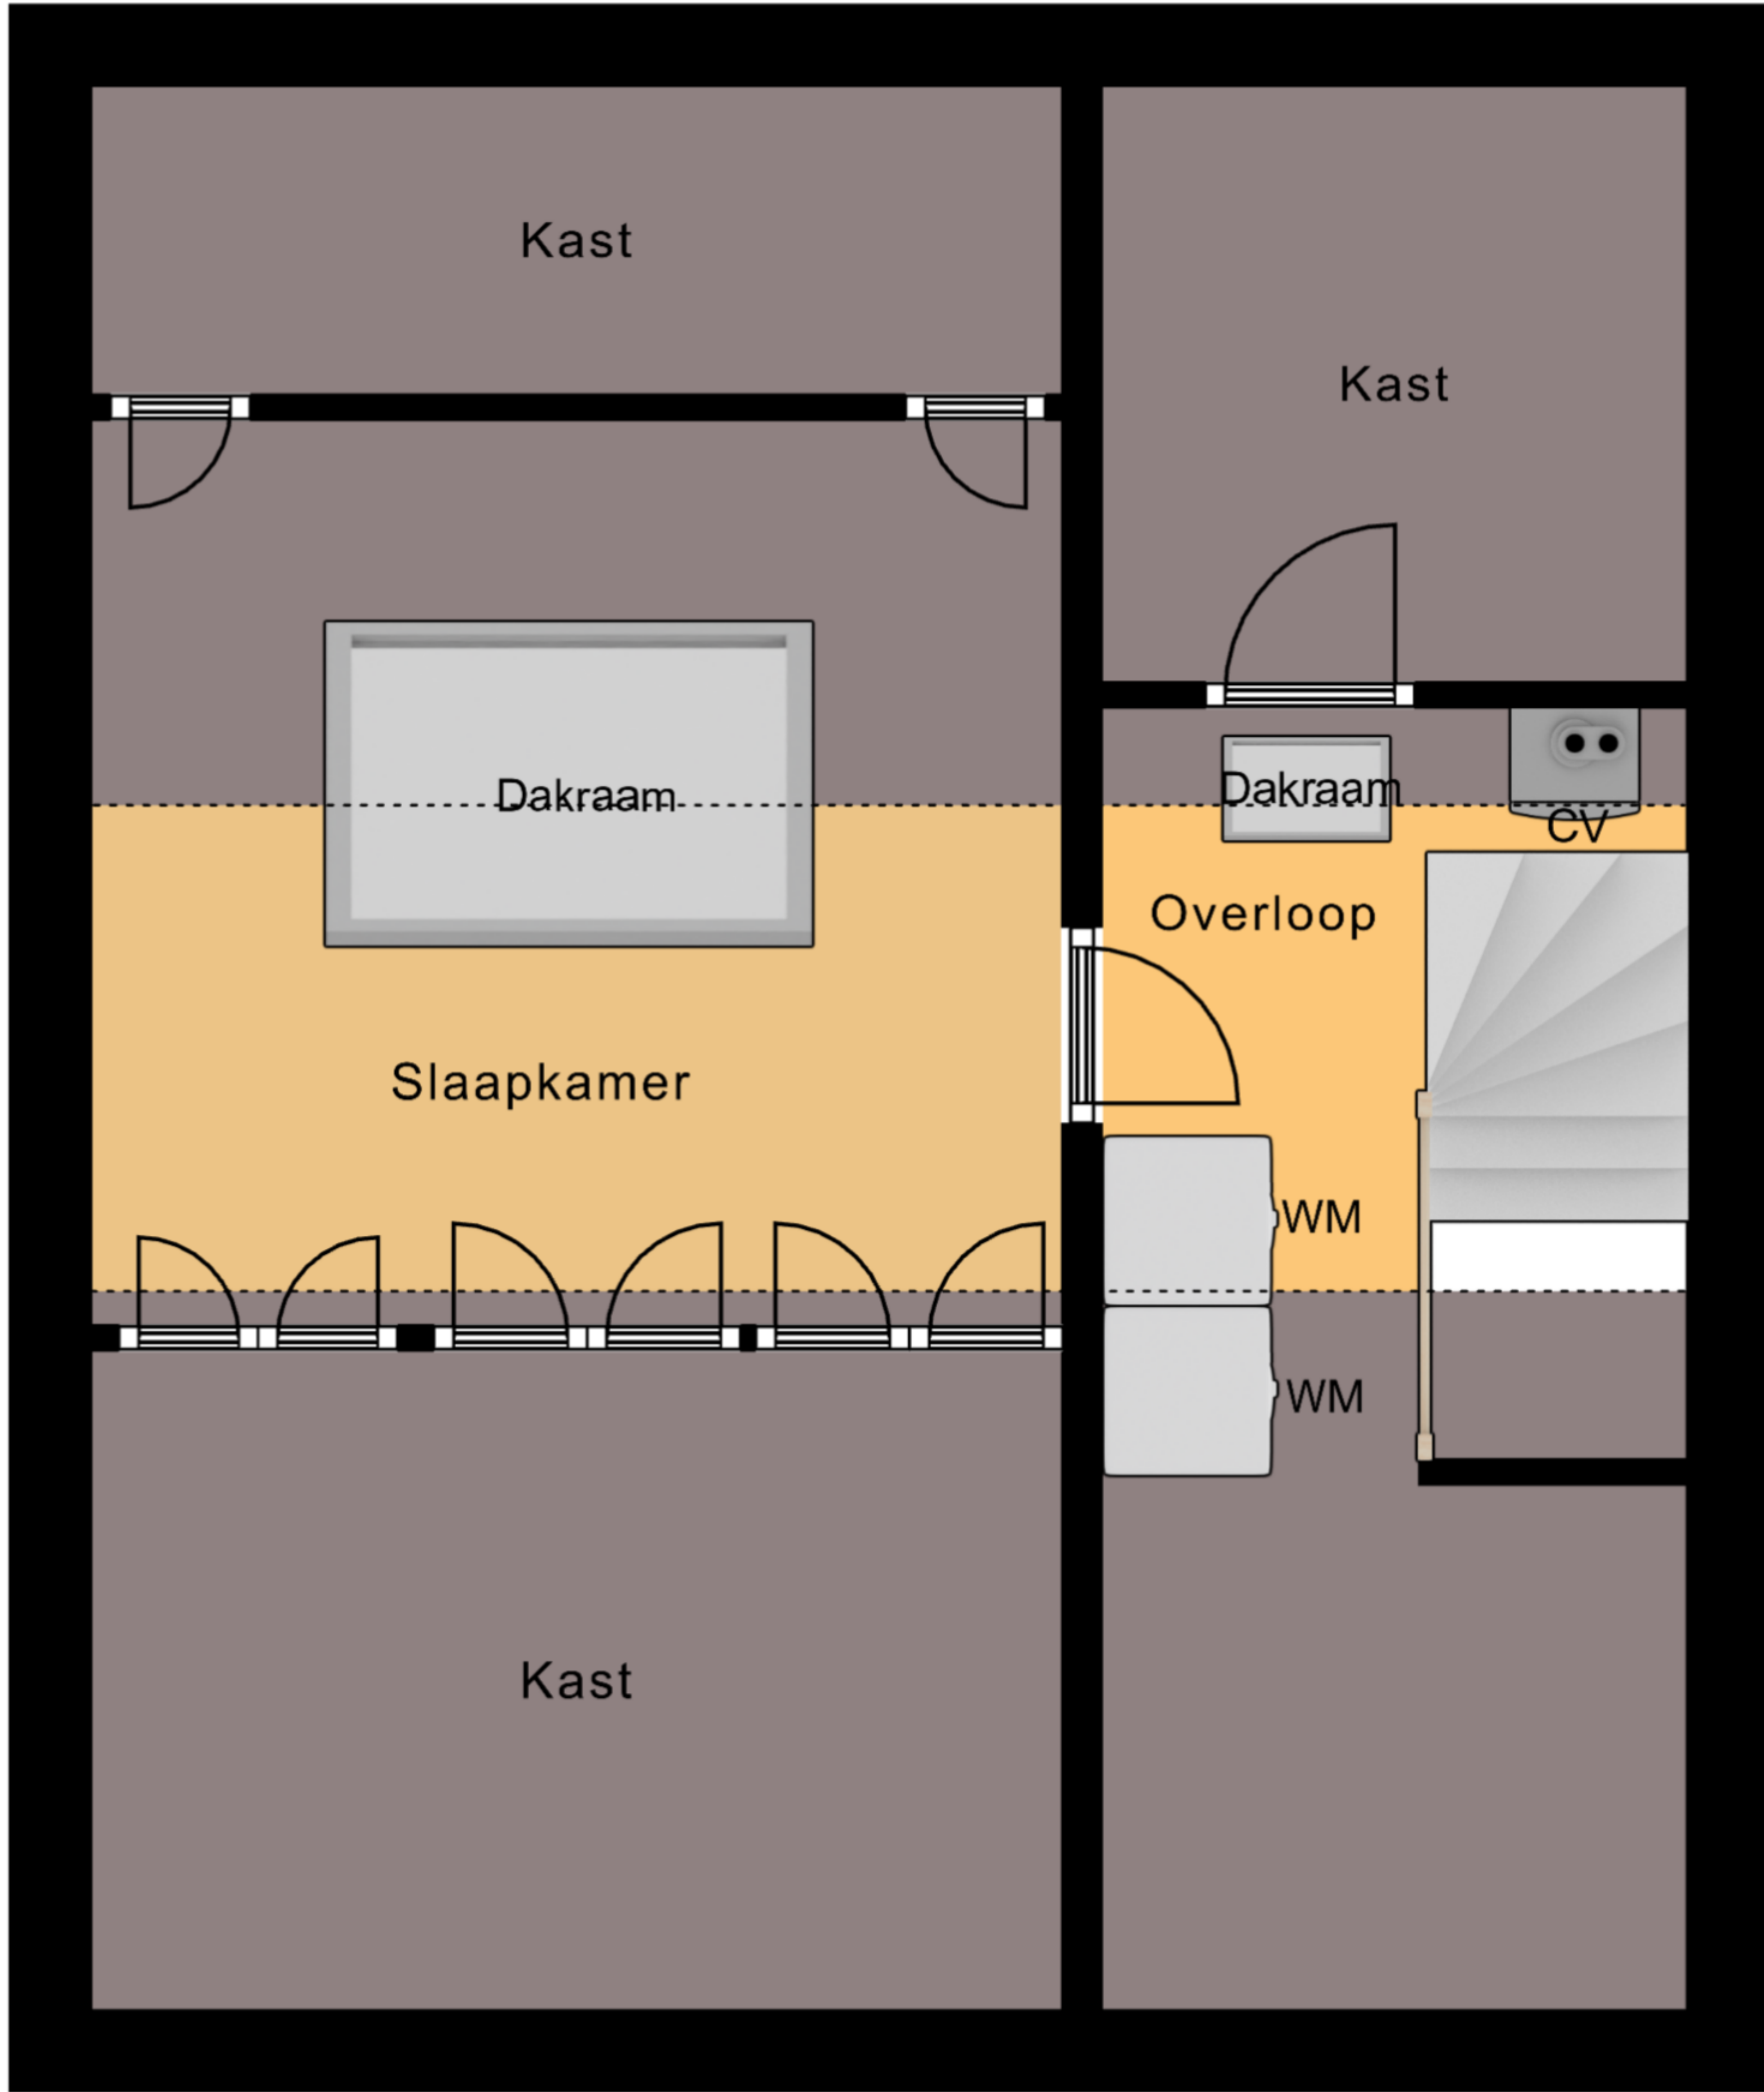 Kast
Kast
Dakraam
Dakraam
CV
Overloop
Slaapkamer
WM
WM
Kast